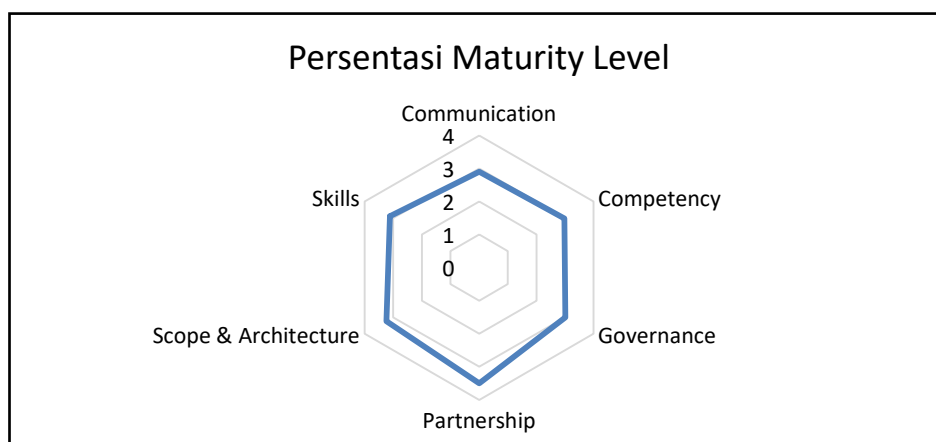 Persentasi Maturity Level
Communication
4
3
2
1
0
Skills
Competency
Scope & Architecture
Governance
Partnership